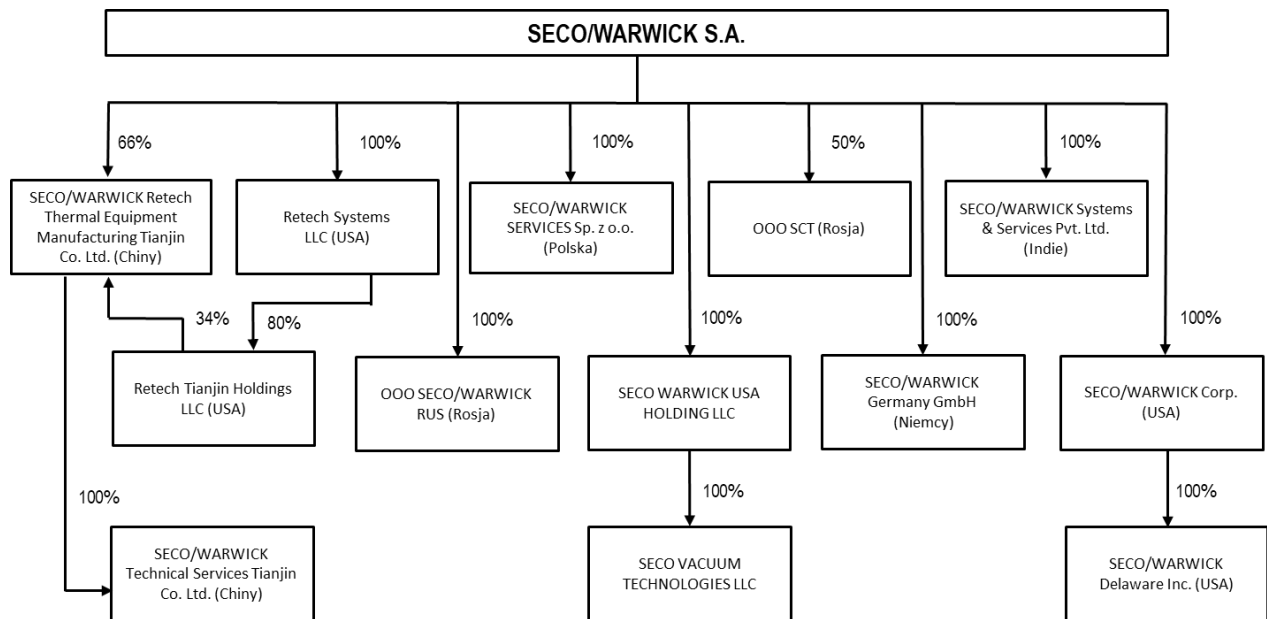 SECO/WARWICK S.A.
66%
100%
100%
50%
100%
SECO/WARWICK Retech
Thermal Equipment
Manufacturing Tianjin
Co. Ltd. (Chiny)
Retech Systems
LLC (USA)
SECO/WARWICK
SERVICES Sp. z o.o.
(Polska)
OOO SCT (Rosja)
SECO/WARWICK Systems
& Services Pvt. Ltd.
(Indie)
34%
80%
100%
100%
100%
100%
Retech Tianjin Holdings
LLC (USA)
OOO SECO/WARWICK
RUS (Rosja)
SECO WARWICK USA
HOLDING LLC
SECO/WARWICK
Germany GmbH
(Niemcy)
SECO/WARWICK Corp.
(USA)
100%
100%
100%
SECO/WARWICK
Technical Services Tianjin
Co. Ltd. (Chiny)
SECO VACUUM
TECHNOLOGIES LLC
SECO/WARWICK
Delaware Inc. (USA)